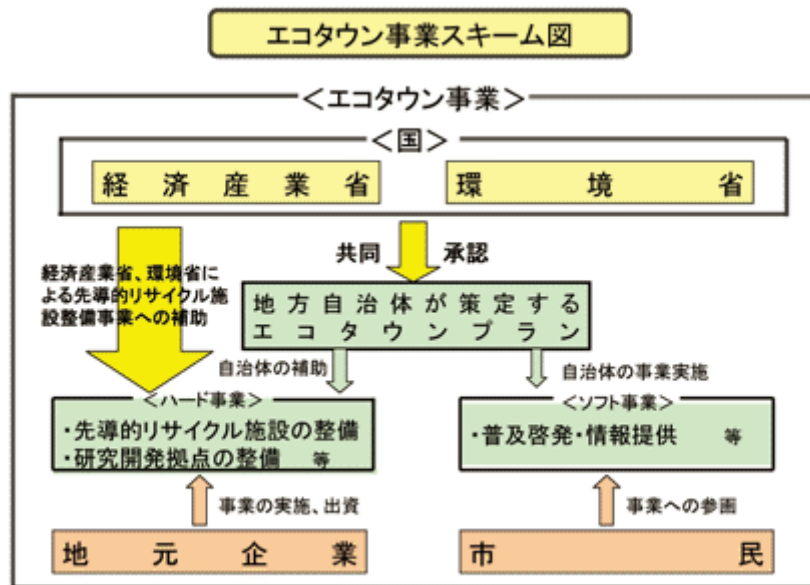 エコタウン事業スキーム図
<エコタウン事業>
<国>
経済産業省
環境省
共同 承認
経済産業省、環境省に
よる先導的リサイクル施
設整備事業への補助
地方自治体が策定する
エコタウンプラン
自治体の補助
自治体の事業実施
<ハード事業>
・先導的リサイクル施設の整備
・研究開発拠点の整備 等
<ソフト事業>
・普及啓発・情報提供 等
事業の実施、出資
事業への参画
地元企業
市民